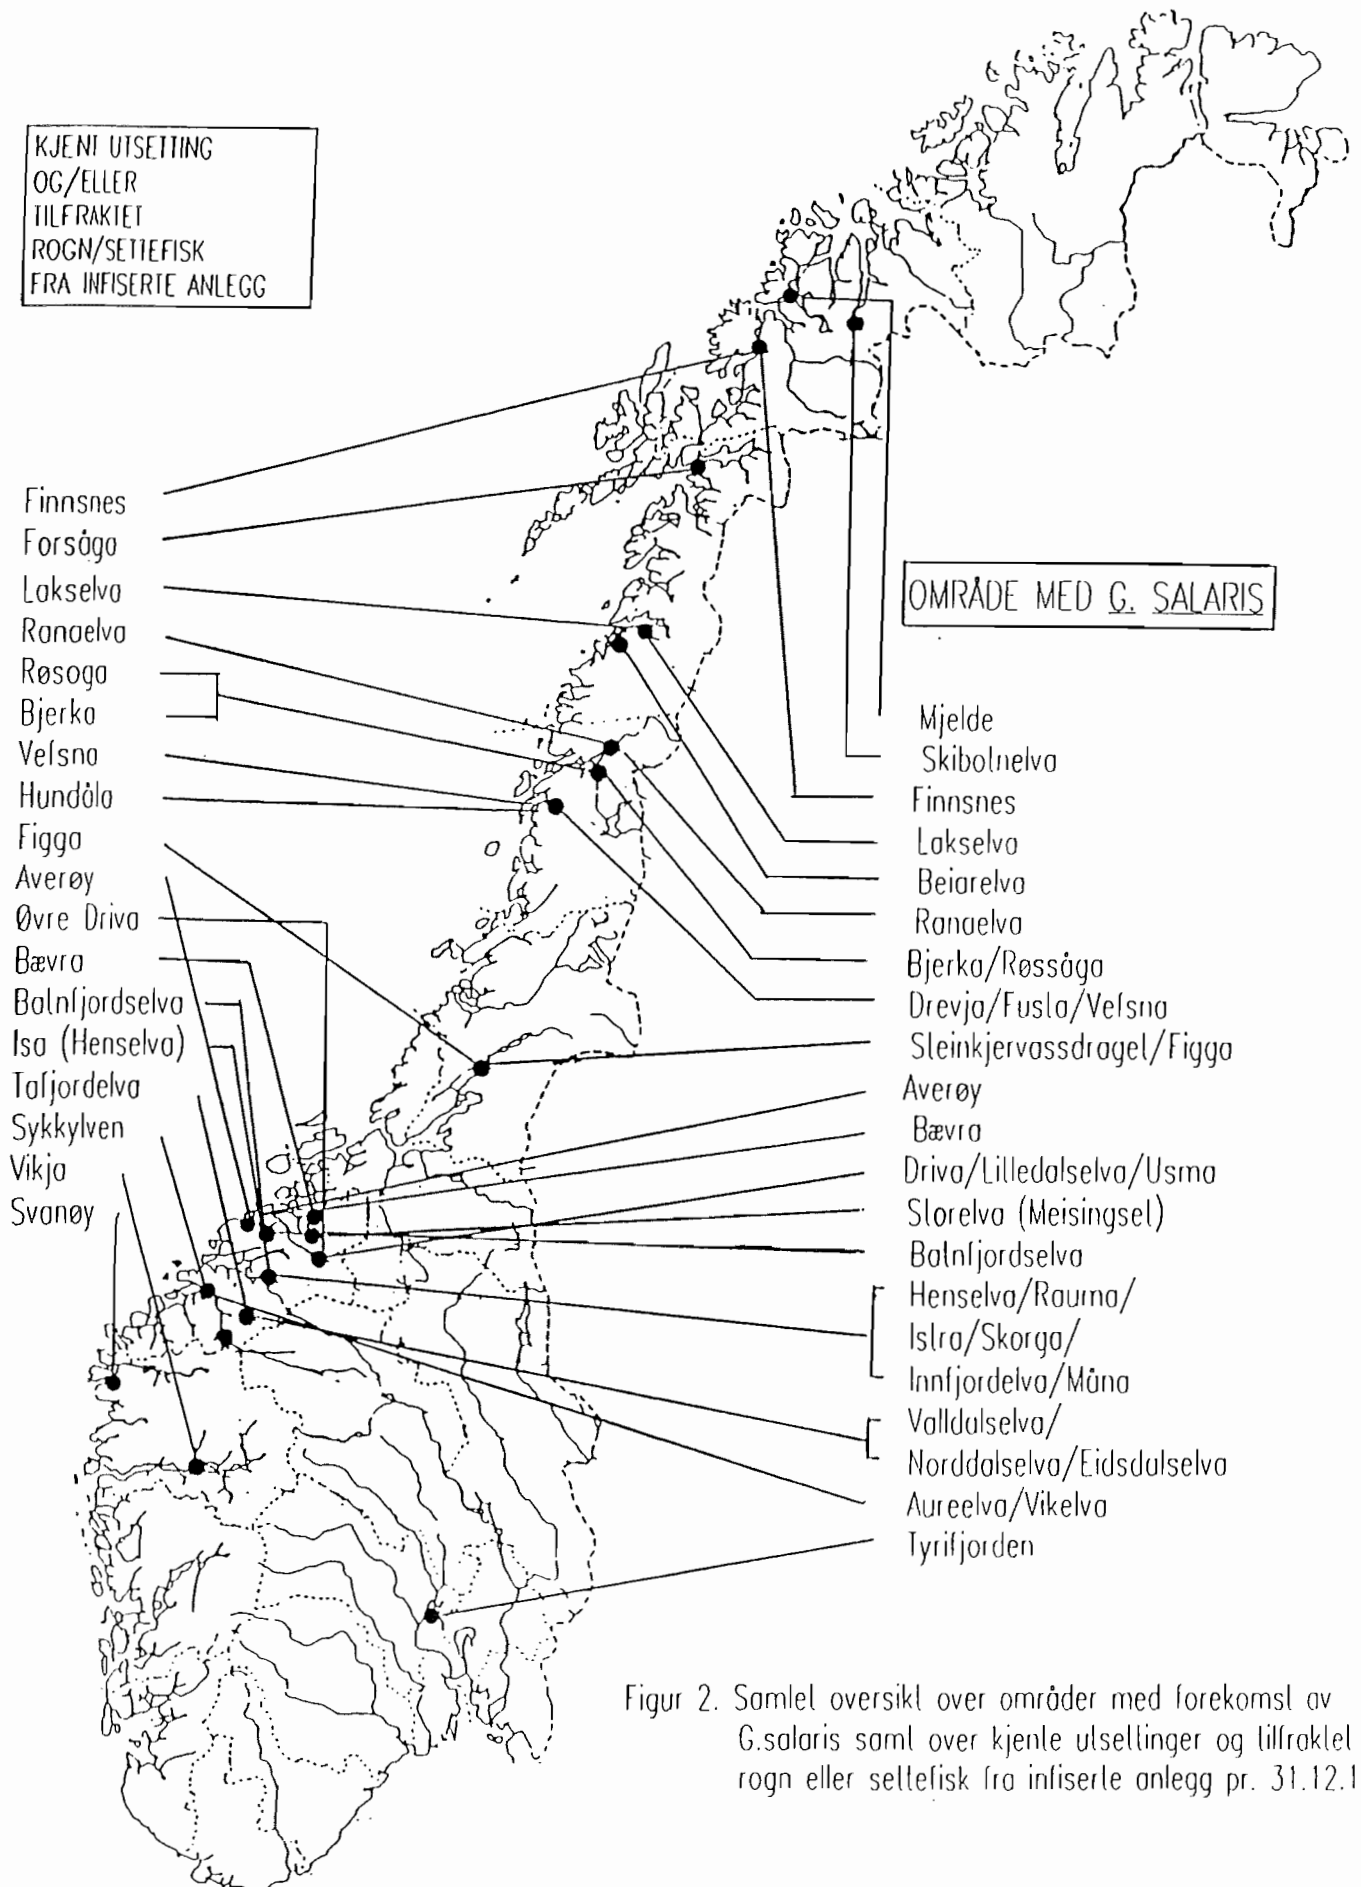 KJENT UTSETTING
OG/ELLER
TILFRAKTET
ROGN/SETTEFISK
FRA INFISERTE ANLEGG
Finnsnes
Forsåga
Lakselva
Ranaelva
Røsoga
Bjerka
Vefsna
Hundåla
Figga
Averøy
Øvre Driva
Bævra
Batnfjordselva
Isa (Henselva)
Tafjordelva
Sykkylven
Vikja
Svanøy
OMRÅDE MED G. SALARIS
Mjelde
Skibotnelva
Finnsnes
Lakselva
Beiarelva
Ranaelva
Bjerka/Røssåga
Drevja/Fusta/Vefsna
Steinkjervassdraget/Figga
Averøy
Bævra
Driva/Lilledalselva/Usma
Storelva (Meisingset)
Batnfjordselva
Henselva/Rauma/
Istra/Skorga/
Innfjordelva/Måna
Valldalselva/
Norddalselva/Eidsdalselva
Aureelva/Vikelva
Tyrifjorden
Figur 2. Samlet oversikt over områder med forekomst av
G.salaris samt over kjente utsettinger og tilfraktet
rogn eller settefisk fra infiserte anlegg pr. 31.12.1